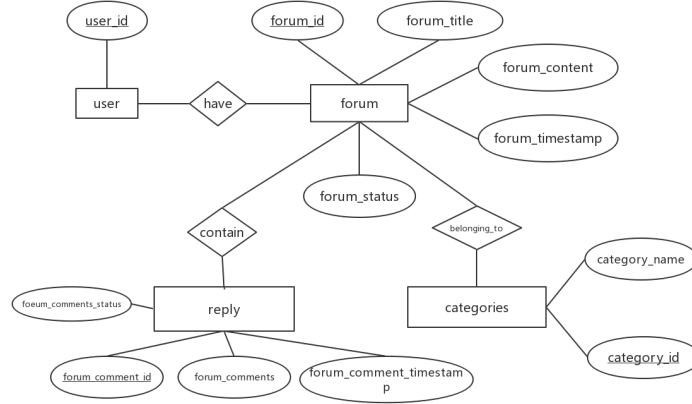 user_id
forum_id
forum_title
forum_content
user
have
forum
forum_timestamp
forum_status
contain
belonging_to
category_name
foeum_comments_status
reply
categories
category_id
forum_comment_id
forum_comments
forum_comment_timestam
p